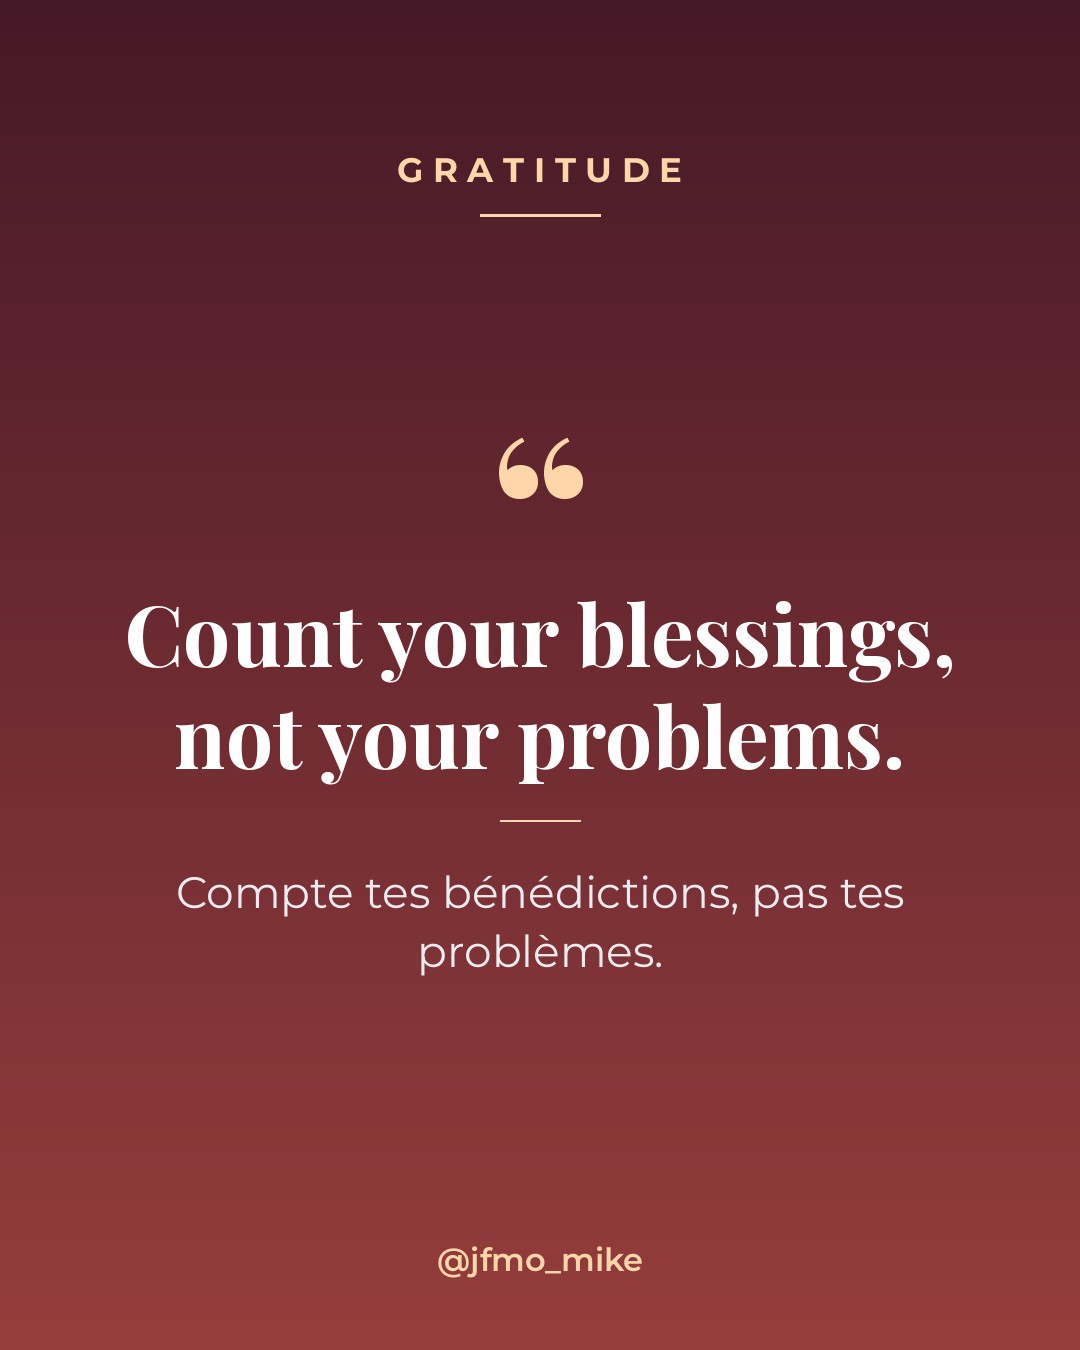 GRATITUDE
“
Count your blessings,
not your problems.
Compte tes bénédictions, pas tes
problèmes.
@jfmo_mike